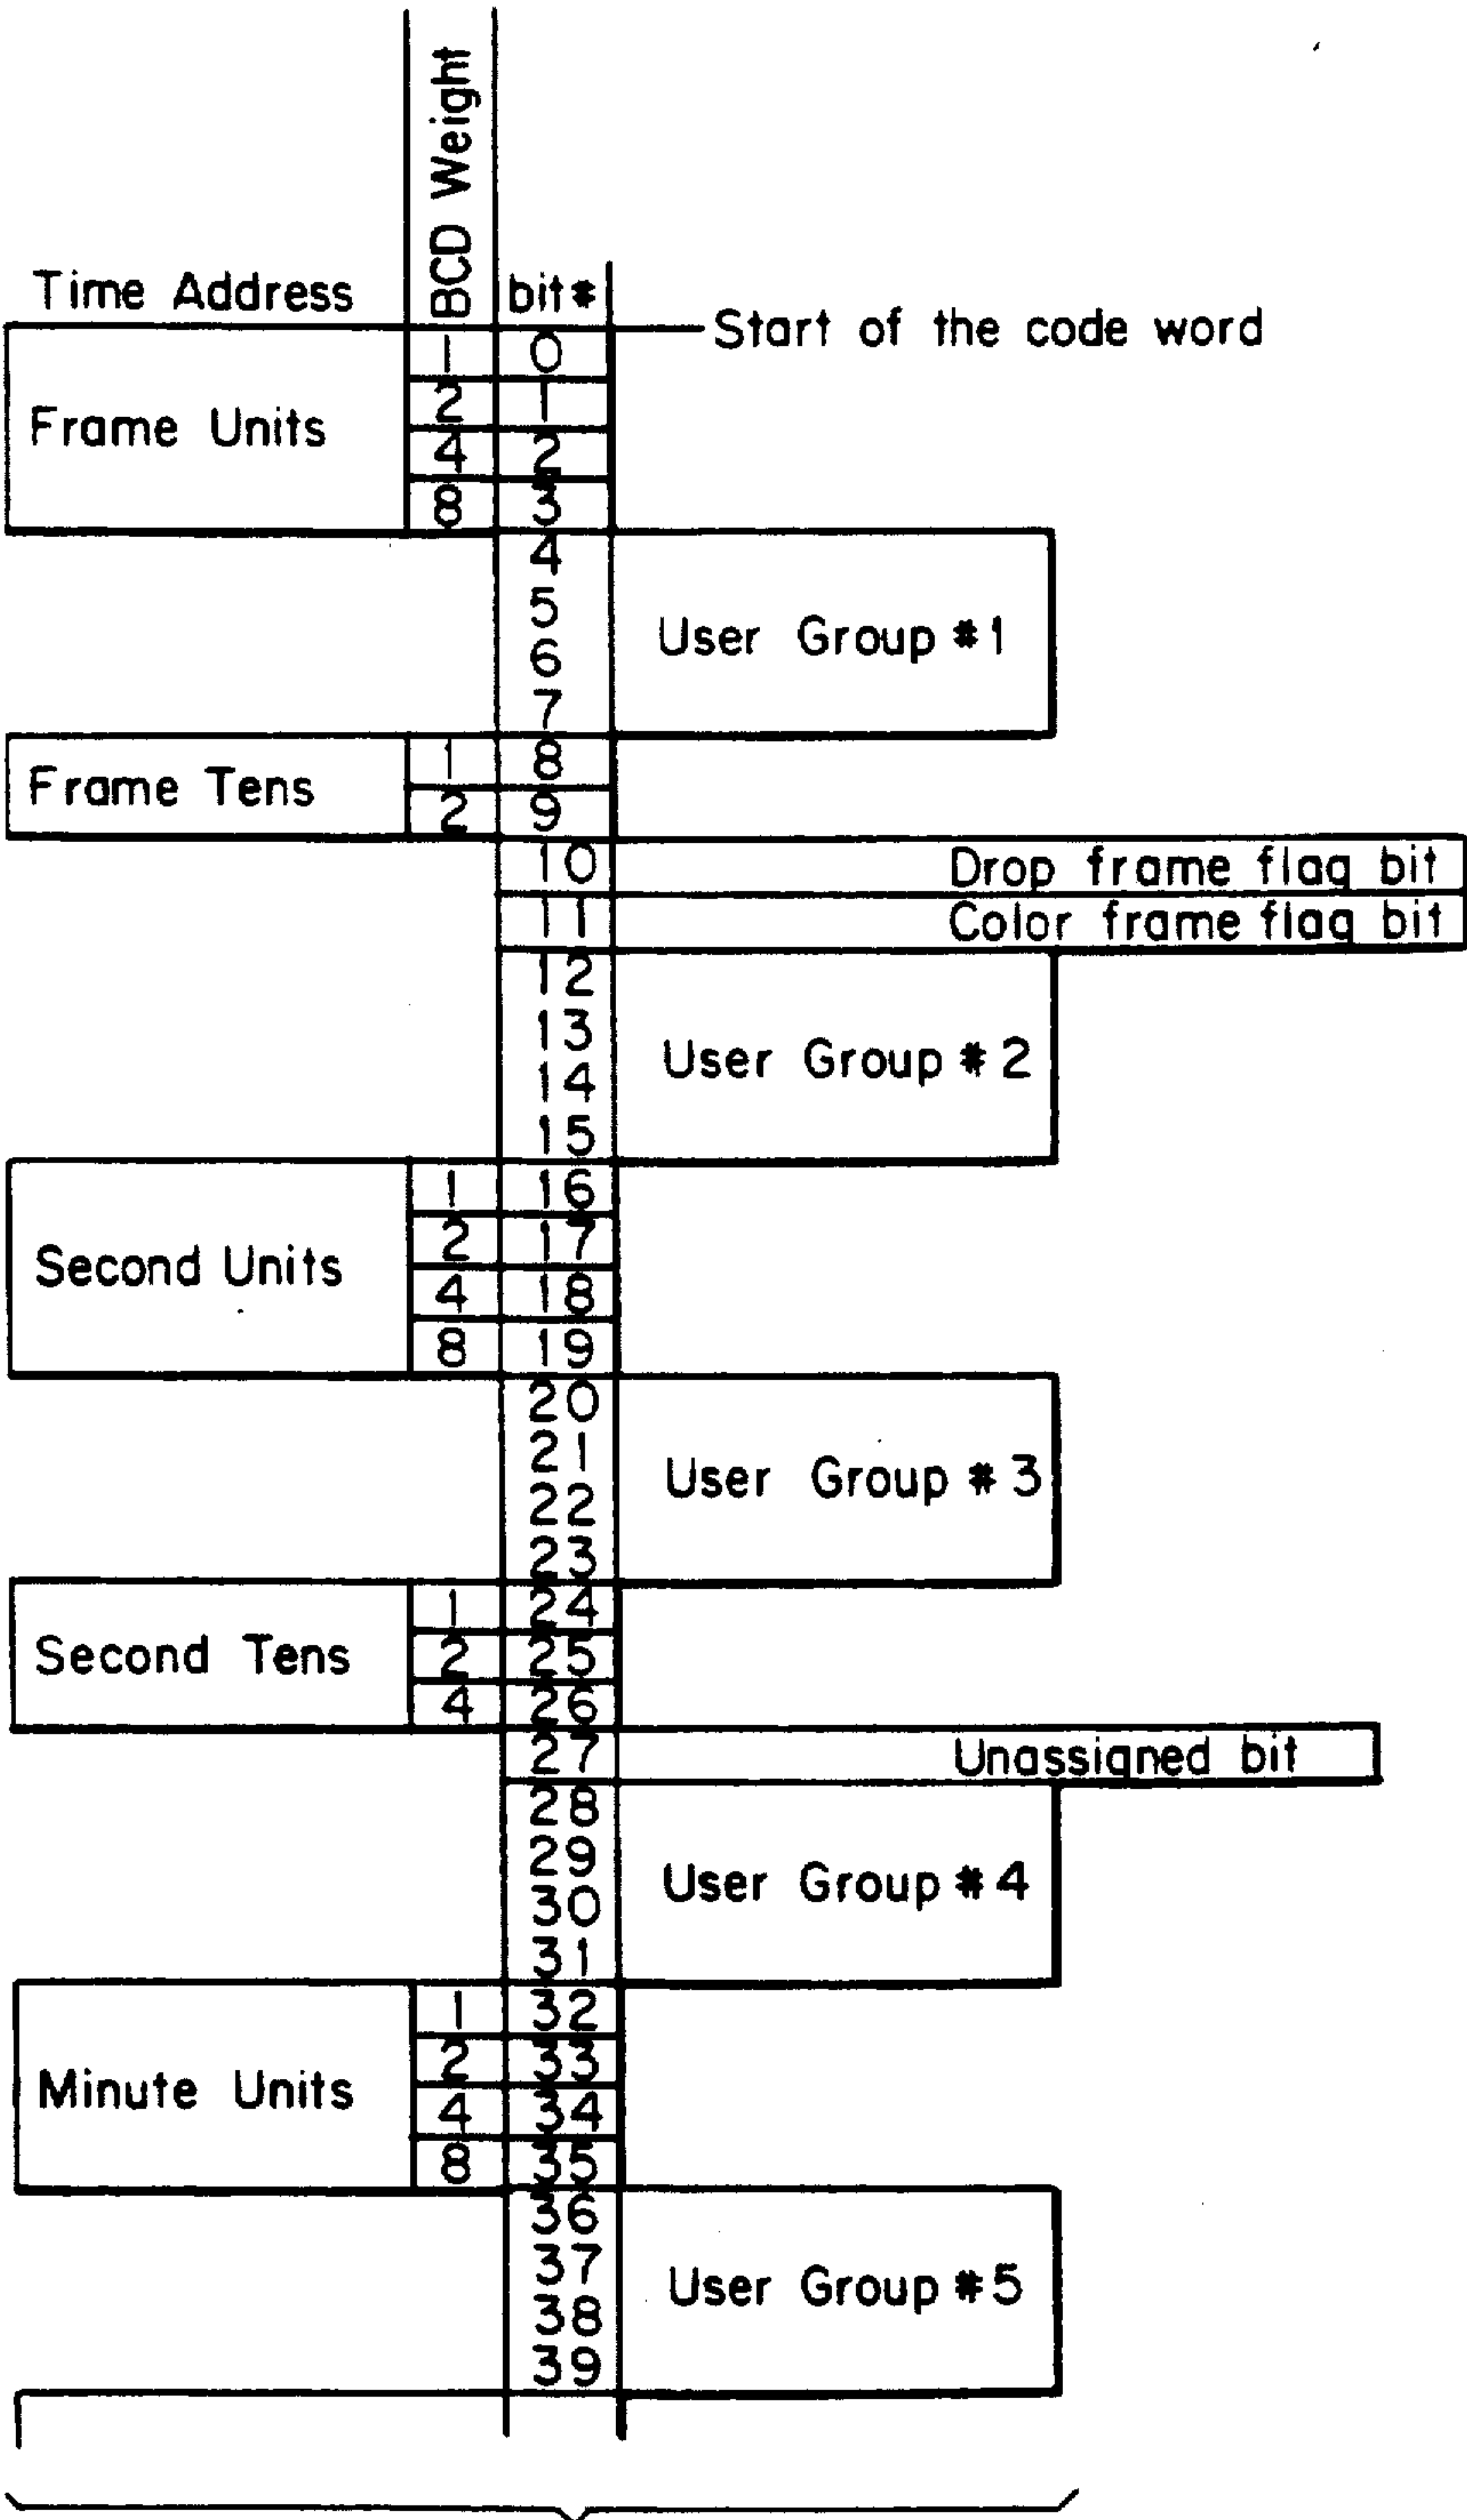 BCD Weight
Time Address bit#
Start of the code word
1 0
2 1
Frame Units
4 2
8 3
4
5
User Group #1
6
7
1 8
Frame Tens
2 9
10 Drop frame flag bit
11 Color frame flag bit
12
13
User Group #2
14
15
1 16
2 17
Second Units
4 18
8 19
20
21
User Group #3
22
23
1 24
Second Tens 2 25
4 26
27 Unassigned bit
28
29
User Group #4
30
31
1 32
2 33
Minute Units
4 34
8 35
36
37
User Group #5
38
39